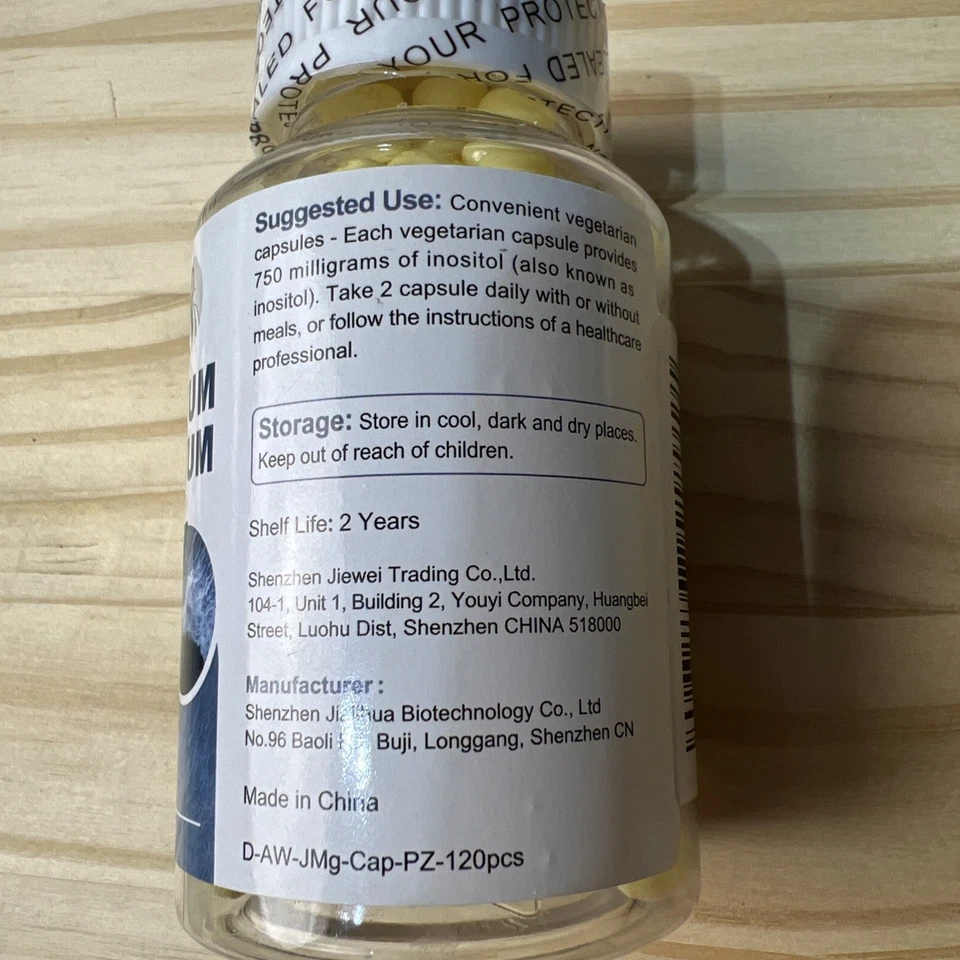 YOUR PROTEC
SEALED FOR
Suggested Use: Convenient vegetarian
capsules - Each vegetarian capsule provides
750 milligrams of inositol (also known as
inositol). Take 2 capsule daily with or without
meals, or follow the instructions of a healthcare
professional.
Storage: Store in cool, dark and dry places.
Keep out of reach of children.
Shelf Life: 2 Years
Shenzhen Jiewei Trading Co.,Ltd.
104-1, Unit 1, Building 2, Youyi Company, Huangbei
Street, Luohu Dist, Shenzhen CHINA 518000
Manufacturer :
Shenzhen Biotechnology Co., Ltd
No.96 Baoli Buji, Longgang, Shenzhen CN
Made in China
D-AW-JMg-Cap-PZ-120pcs
UM
UM